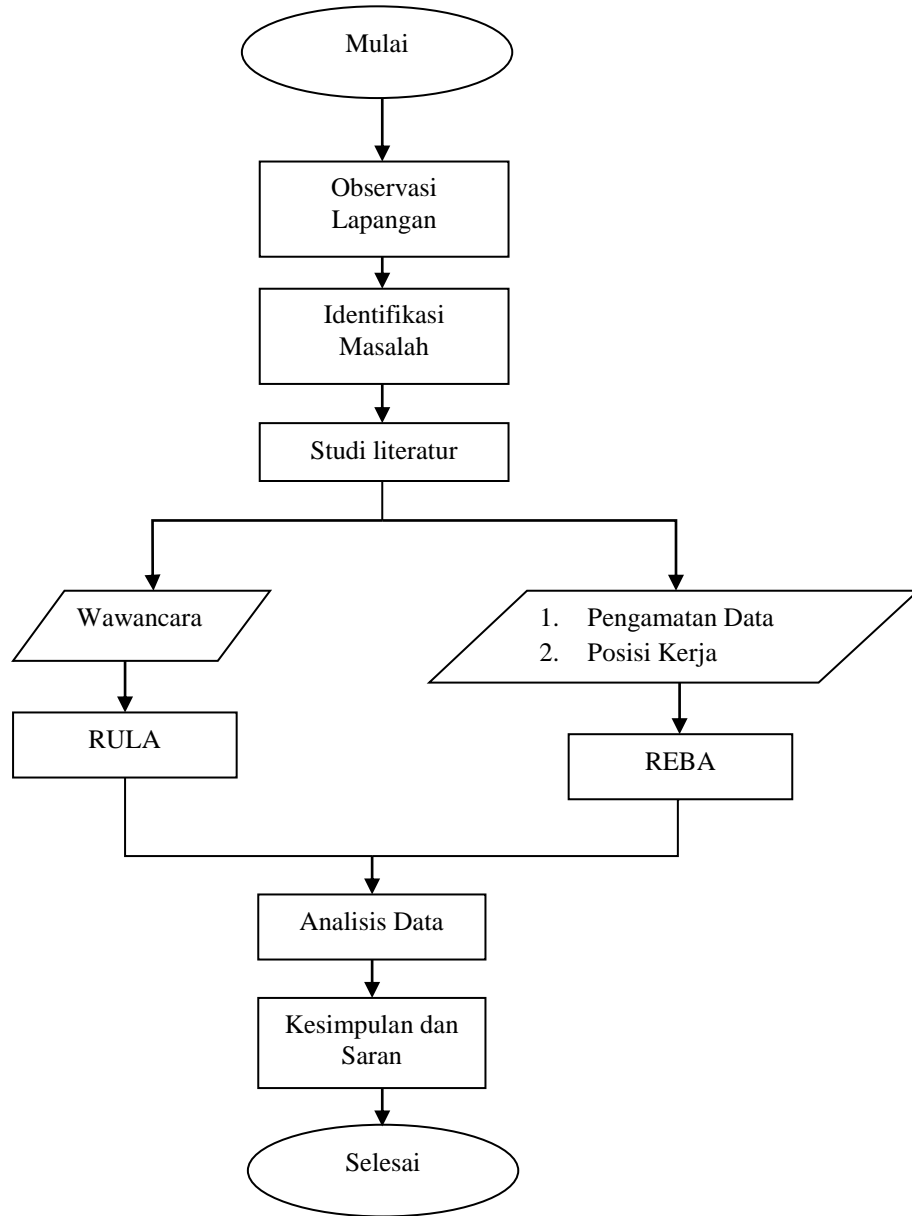 Mulai
Observasi
Lapangan
Identifikasi
Masalah
Studi literatur
Wawancara
1. Pengamatan Data
2. Posisi Kerja
RULA
REBA
Analisis Data
Kesimpulan dan
Saran
Selesai